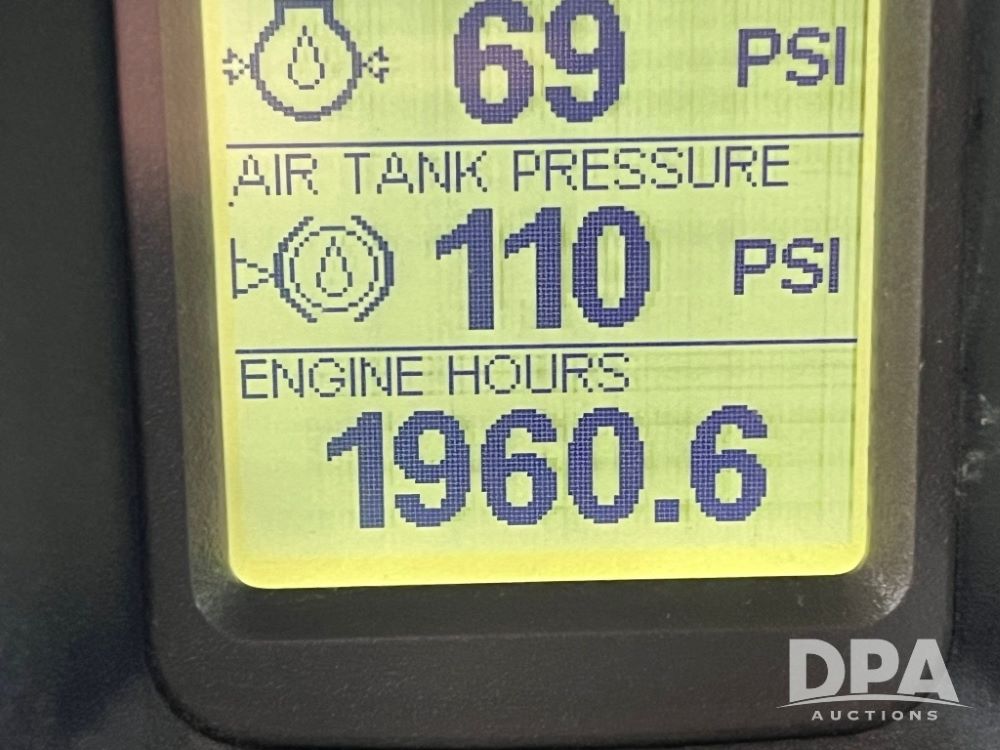 69 PSI
AIR TANK PRESSURE
110 PSI
ENGINE HOURS
1960.6
DPA
AUCTIONS